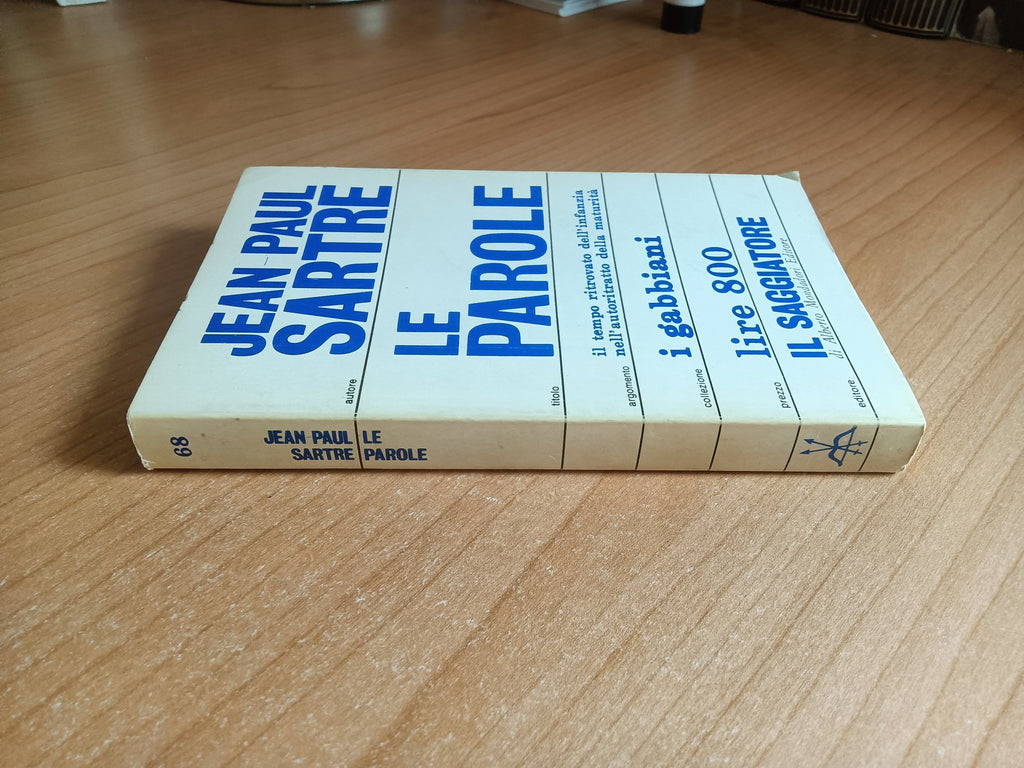 JEAN-PAUL
SARTRE
autore
LE
PAROLE
titolo
il tempo ritrovato dell'infanzia
nell'autoritratto della maturità
argomento
i gabbiani
collezione
lire 800
prezzo
IL SAGGIATORE
di Alberto Mondadori Editore
editore
68
JEAN PAUL
SARTRE
LE
PAROLE